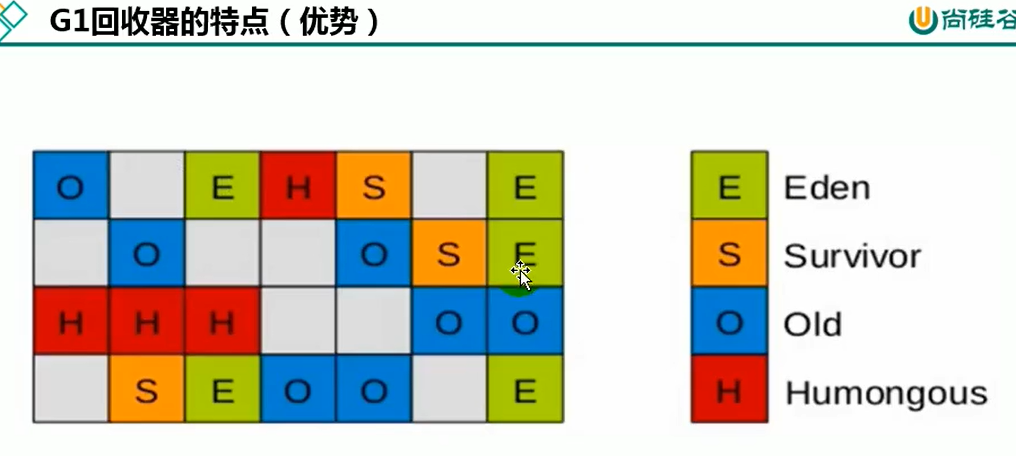 G1回收器的特点（优势）
尚硅谷
O E H S E
O O S E
H H H O O
S E O O E
E Eden
S Survivor
O Old
H Humongous